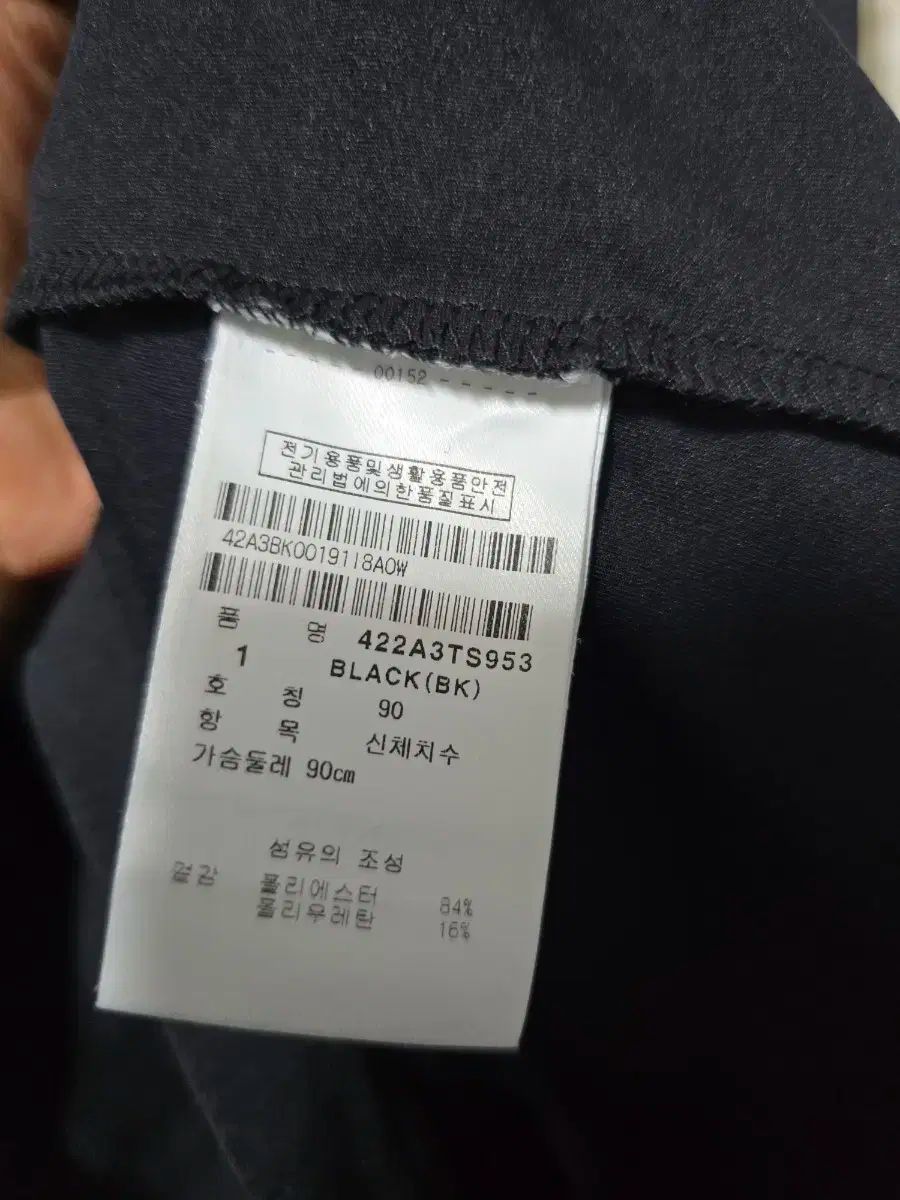 00152 - - - - -
전기용품및생활용품안전
관리법에의한품질표시
42A3BK0019118A0W
품 명 422A3TS953
1 BLACK(BK)
호 칭 90
항 목 신체치수
가슴둘레 90cm
섬유의 조성
겉감 폴리에스터 84%
폴리우레탄 16%